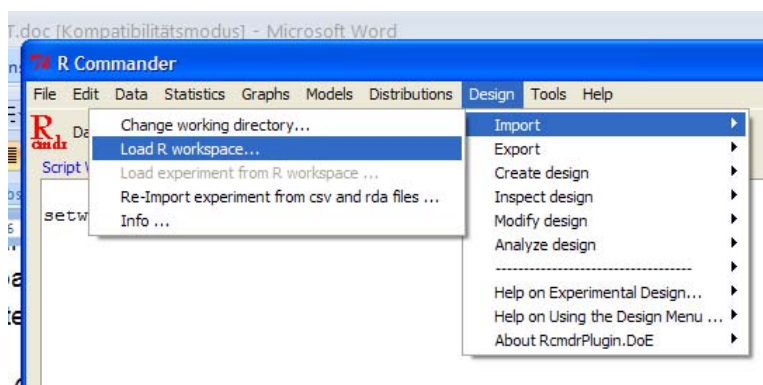 T.doc [Kompatibilitätsmodus] - Microsoft Word
R Commander
File Edit Data Statistics Graphs Models Distributions Design Tools Help
R cmdr Da
Script
setw
Change working directory...
Load R workspace...
Load experiment from R workspace ...
Re-Import experiment from csv and rda files ...
Info ...
Import
Export
Create design
Inspect design
Modify design
Analyze design
------------------------------------
Help on Experimental Design...
Help on Using the Design Menu ...
About RcmdrPlugin.DoE